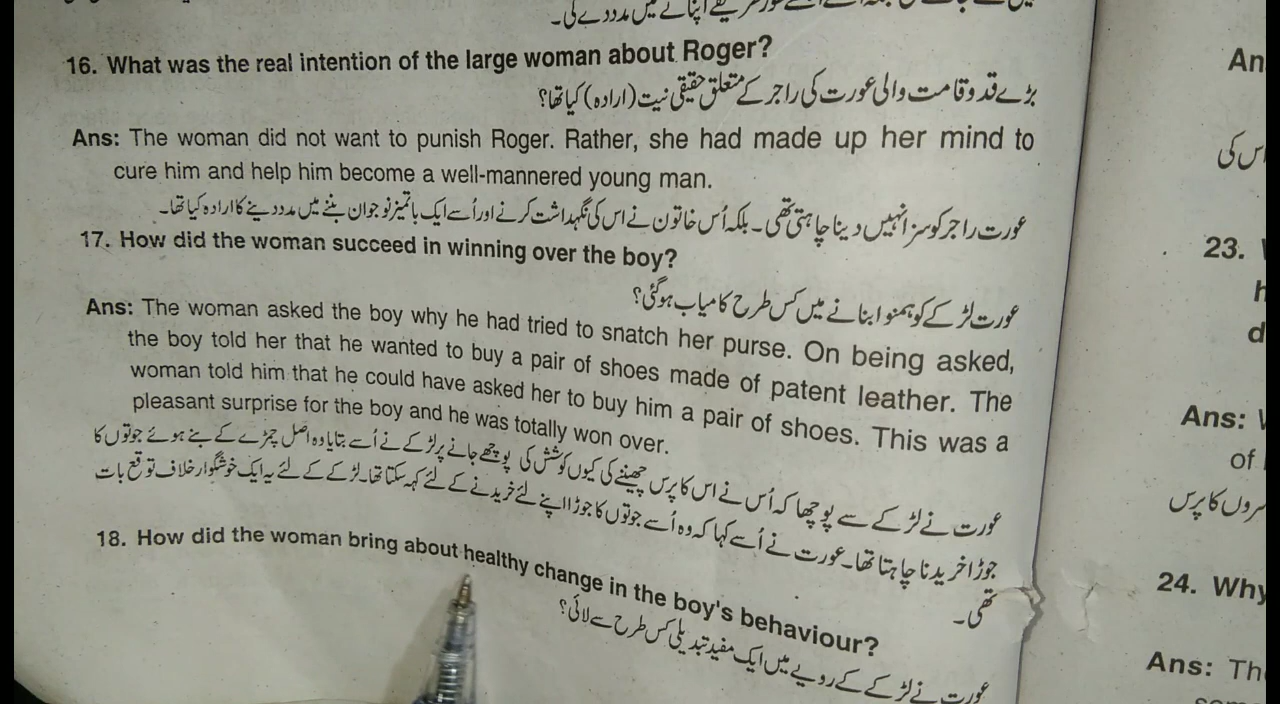 16. What was the real intention of the large woman about Roger?
بڑے قد و قامت والی عورت کی راجر کے متعلق حقیقی نیت (ارادہ) کیا تھا؟
Ans: The woman did not want to punish Roger. Rather, she had made up her mind to
cure him and help him become a well-mannered young man.
عورت راجر کو سزا نہیں دینا چاہتی تھی۔ بلکہ اُس خاتون نے اس کی نگہداشت کرنے اور اُسے ایک باتمیز نوجوان بننے میں مدد دینے کا ارادہ کیا تھا۔
17. How did the woman succeed in winning over the boy?
عورت لڑکے کو ہمنوا بنانے میں کس طرح کامیاب ہوگئی؟
Ans: The woman asked the boy why he had tried to snatch her purse. On being asked,
the boy told her that he wanted to buy a pair of shoes made of patent leather. The
woman told him that he could have asked her to buy him a pair of shoes. This was a
pleasant surprise for the boy and he was totally won over.
عورت نے لڑکے سے پوچھا کہ اُس نے اس کا پرس چھیننے کی کیوں کوشش کی پوچھے جانے پر لڑکے نے اُسے بتایا وہ اصل چمڑے کے بنے ہوئے جوتوں کا
جوڑا خریدنا چاہتا تھا۔ عورت نے اُسے کہا کہ وہ اُسے جوتوں کا جوڑا اپنے لئے خریدنے کے لئے کہہ سکتا تھا۔ لڑکے کے لئے یہ ایک خوشگوار خلاف توقع بات
تھی۔
18. How did the woman bring about healthy change in the boy's behaviour?
عورت نے لڑکے کے رویے میں ایک مفید تبدیلی کس طرح سے لائی؟
An
اس کی
23.
Ans:
of
سروں کا پرس
24. Why
Ans: The